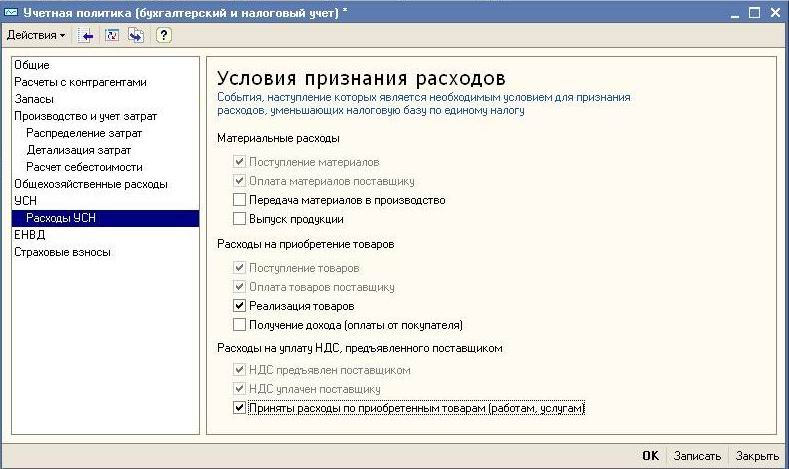 Учетная политика (бухгалтерский и налоговый учет) *
Действия
?
Общие
Расчеты с контрагентами
Запасы
Производство и учет затрат
Распределение затрат
Детализация затрат
Расчет себестоимости
Общехозяйственные расходы
УСН
Расходы УСН
ЕНВД
Страховые взносы
Условия признания расходов
События, наступление которых является необходимым условием для признания
расходов, уменьшающих налоговую базу по единому налогу
Материальные расходы
Поступление материалов
Оплата материалов поставщику
Передача материалов в производство
Выпуск продукции
Расходы на приобретение товаров
Поступление товаров
Оплата товаров поставщику
Реализация товаров
Получение дохода (оплаты от покупателя)
Расходы на уплату НДС, предъявленного поставщиком
НДС предъявлен поставщиком
НДС уплачен поставщику
Приняты расходы по приобретенным товарам (работам, услугам)
OK Записать Закрыть